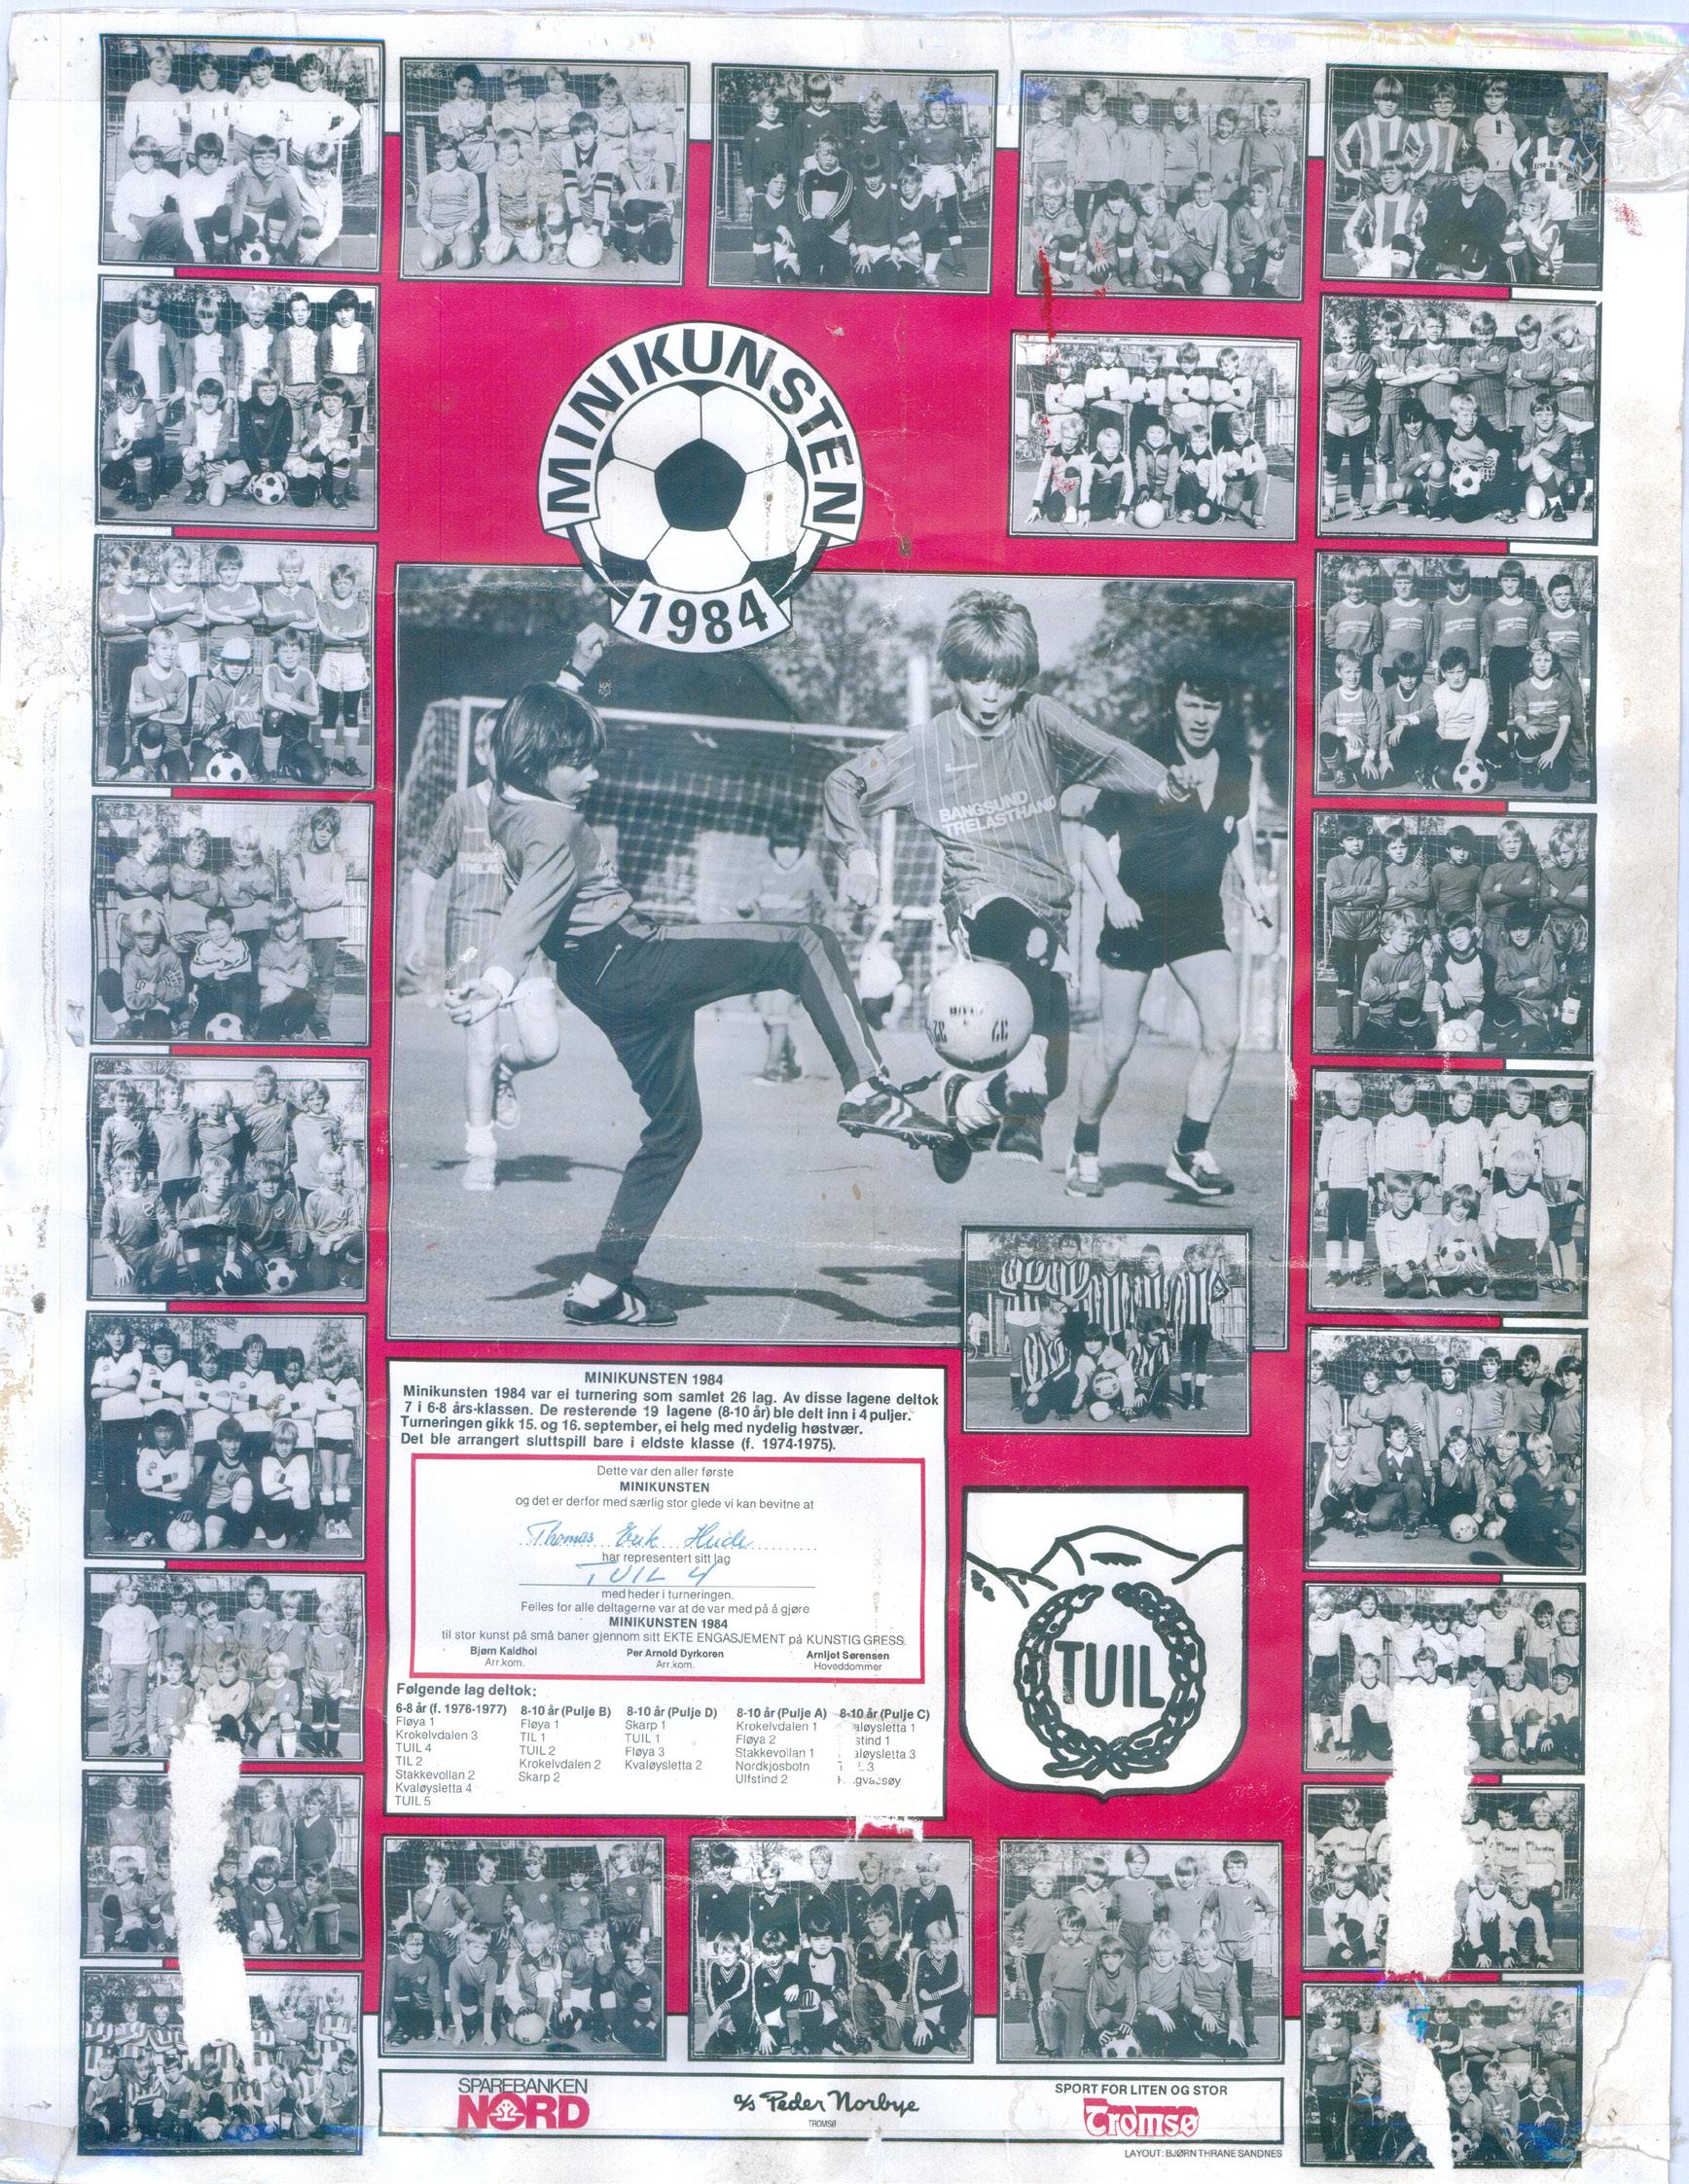 MINIKUNSTEN
1984
BANGSUND
TRELASTHAND
MINIKUNSTEN 1984
Minikunsten 1984 var ei turnering som samlet 26 lag. Av disse lagene deltok
7 i 6-8 års-klassen. De resterende 19 lagene (8-10 år) ble delt inn i 4 puljer.
Turneringen gikk 15. og 16. september, ei helg med nydelig høstvær.
Det ble arrangert sluttspill bare i eldste klasse (f. 1974-1975).
Dette var den aller første
MINIKUNSTEN
og det er derfor med særlig stor glede vi kan bevitne at
Thomas Erik
har representert sitt lag
TUIL 4
med heder i turneringen.
Felles for alle deltagerne var at de var med på å gjøre
MINIKUNSTEN 1984
til stor kunst på små baner gjennom sitt EKTE ENGASJEMENT på KUNSTIG GRESS.
Bjørn Kaldhol Per Arnold Dyrkoren Arnljot Sørensen
Arr.kom. Arr.kom. Hoveddommer
Følgende lag deltok:
6-8 år (f. 1976-1977) 8-10 år (Pulje B) 8-10 år (Pulje D) 8-10 år (Pulje A) 8-10 år (Pulje C)
Fløya 1 Fløya 1 Skarp 1 Krokelvdalen 1 aløysletta 1
Krokelvdalen 3 TIL 1 TUIL 1 Fløya 2 stind 1
TUIL 4 TUIL 2 Fløya 3 Stakkevollan 1 aløysletta 3
TIL 2 Krokelvdalen 2 Kvaløysletta 2 Nordkjosbotn 3
Stakkevollan 2 Skarp 2 Ulfstind 2
Kvaløysletta 4
TUIL 5
TUIL
SPAREBANKEN
NORD
a/s Peder Norbye
TROMSØ
SPORT FOR LITEN OG STOR
Tromsø
LAYOUT: BJØRN THRANE SANDNES